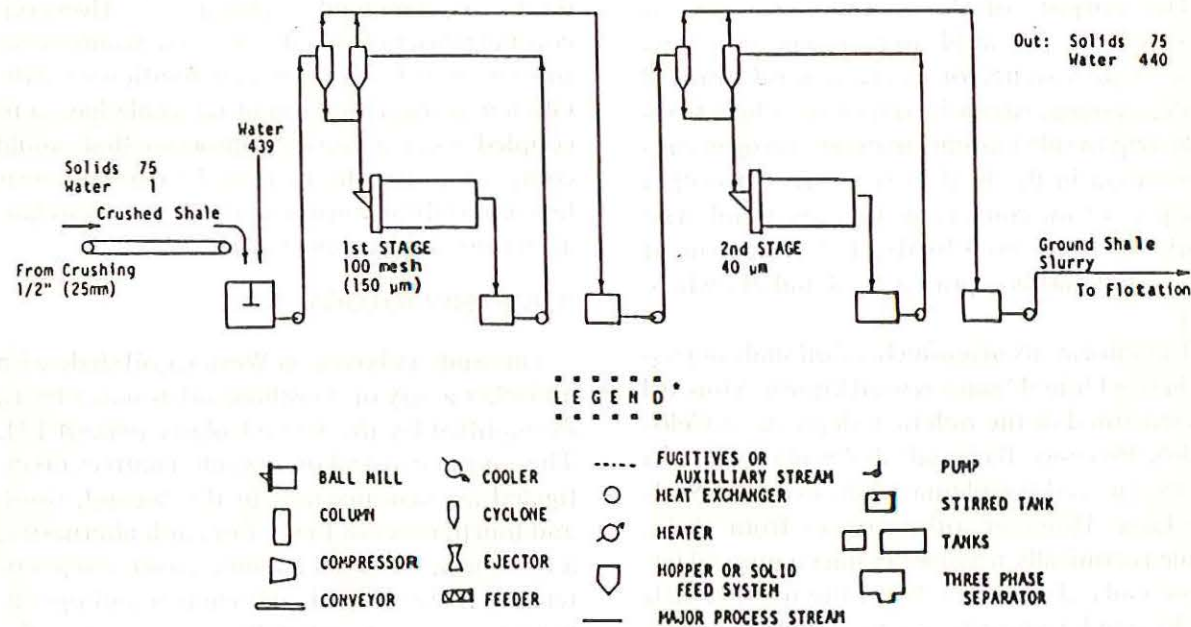 Out: Solids 75
Water 440
Water
439
Solids 75
Water 1
Crushed Shale
From Crushing
1/2" (25mm)
1st STAGE
100 mesh
(150 µm)
2nd STAGE
40 µm
Ground Shale
Slurry
To Flotation
LEGEN *
BALL MILL
COLUMN
COMPRESSOR
CONVEYOR
COOLER
CYCLONE
EJECTOR
FEEDER
FUGITIVES OR
AUXILLIARY STREAM
HEAT EXCHANGER
HEATER
HOPPER OR SOLID
FEED SYSTEM
MAJOR PROCESS STREAM
PUMP
STIRRED TANK
TANKS
THREE PHASE
SEPARATOR